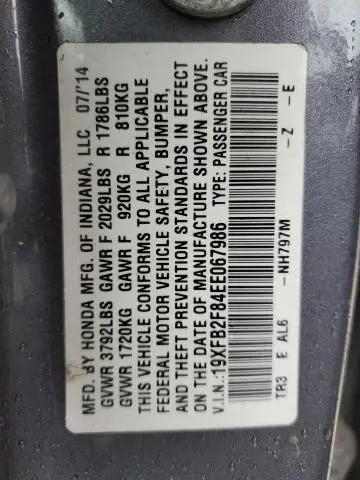 MFD. BY HONDA MFG. OF INDIANA, LLC 07/'14
GVWR 3792LBS GAWR F 2029LBS R 1786LBS
GVWR 1720KG GAWR F 920KG R 810KG
THIS VEHICLE CONFORMS TO ALL APPLICABLE
FEDERAL MOTOR VEHICLE SAFETY, BUMPER, AND
THEFT PREVENTION STANDARDS IN EFFECT
ON THE DATE OF MANUFACTURE SHOWN ABOVE.
V.I.N.:19XFB2F84EE067986 TYPE: PASSENGER CAR
-NH797M -Z -E
TR3 E AL6